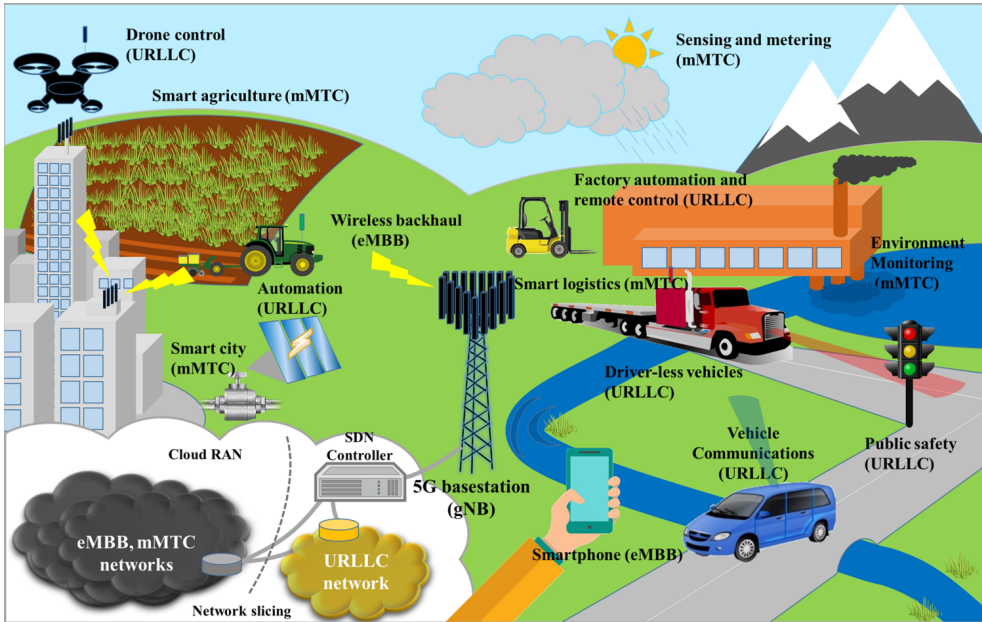 Drone control
(URLLC)
Sensing and metering
(mMTC)
Smart agriculture (mMTC)
Factory automation and
remote control (URLLC)
Wireless backhaul
(eMBB)
Environment
Monitoring
(mMTC)
Automation
(URLLC)
Smart logistics (mMTC)
Smart city
(mMTC)
Driver-less vehicles
(URLLC)
Vehicle
Communications
(URLLC)
Public safety
(URLLC)
Cloud RAN
SDN
Controller
5G basestation
(gNB)
eMBB, mMTC
networks
URLLC
network
Smartphone (eMBB)
Network slicing